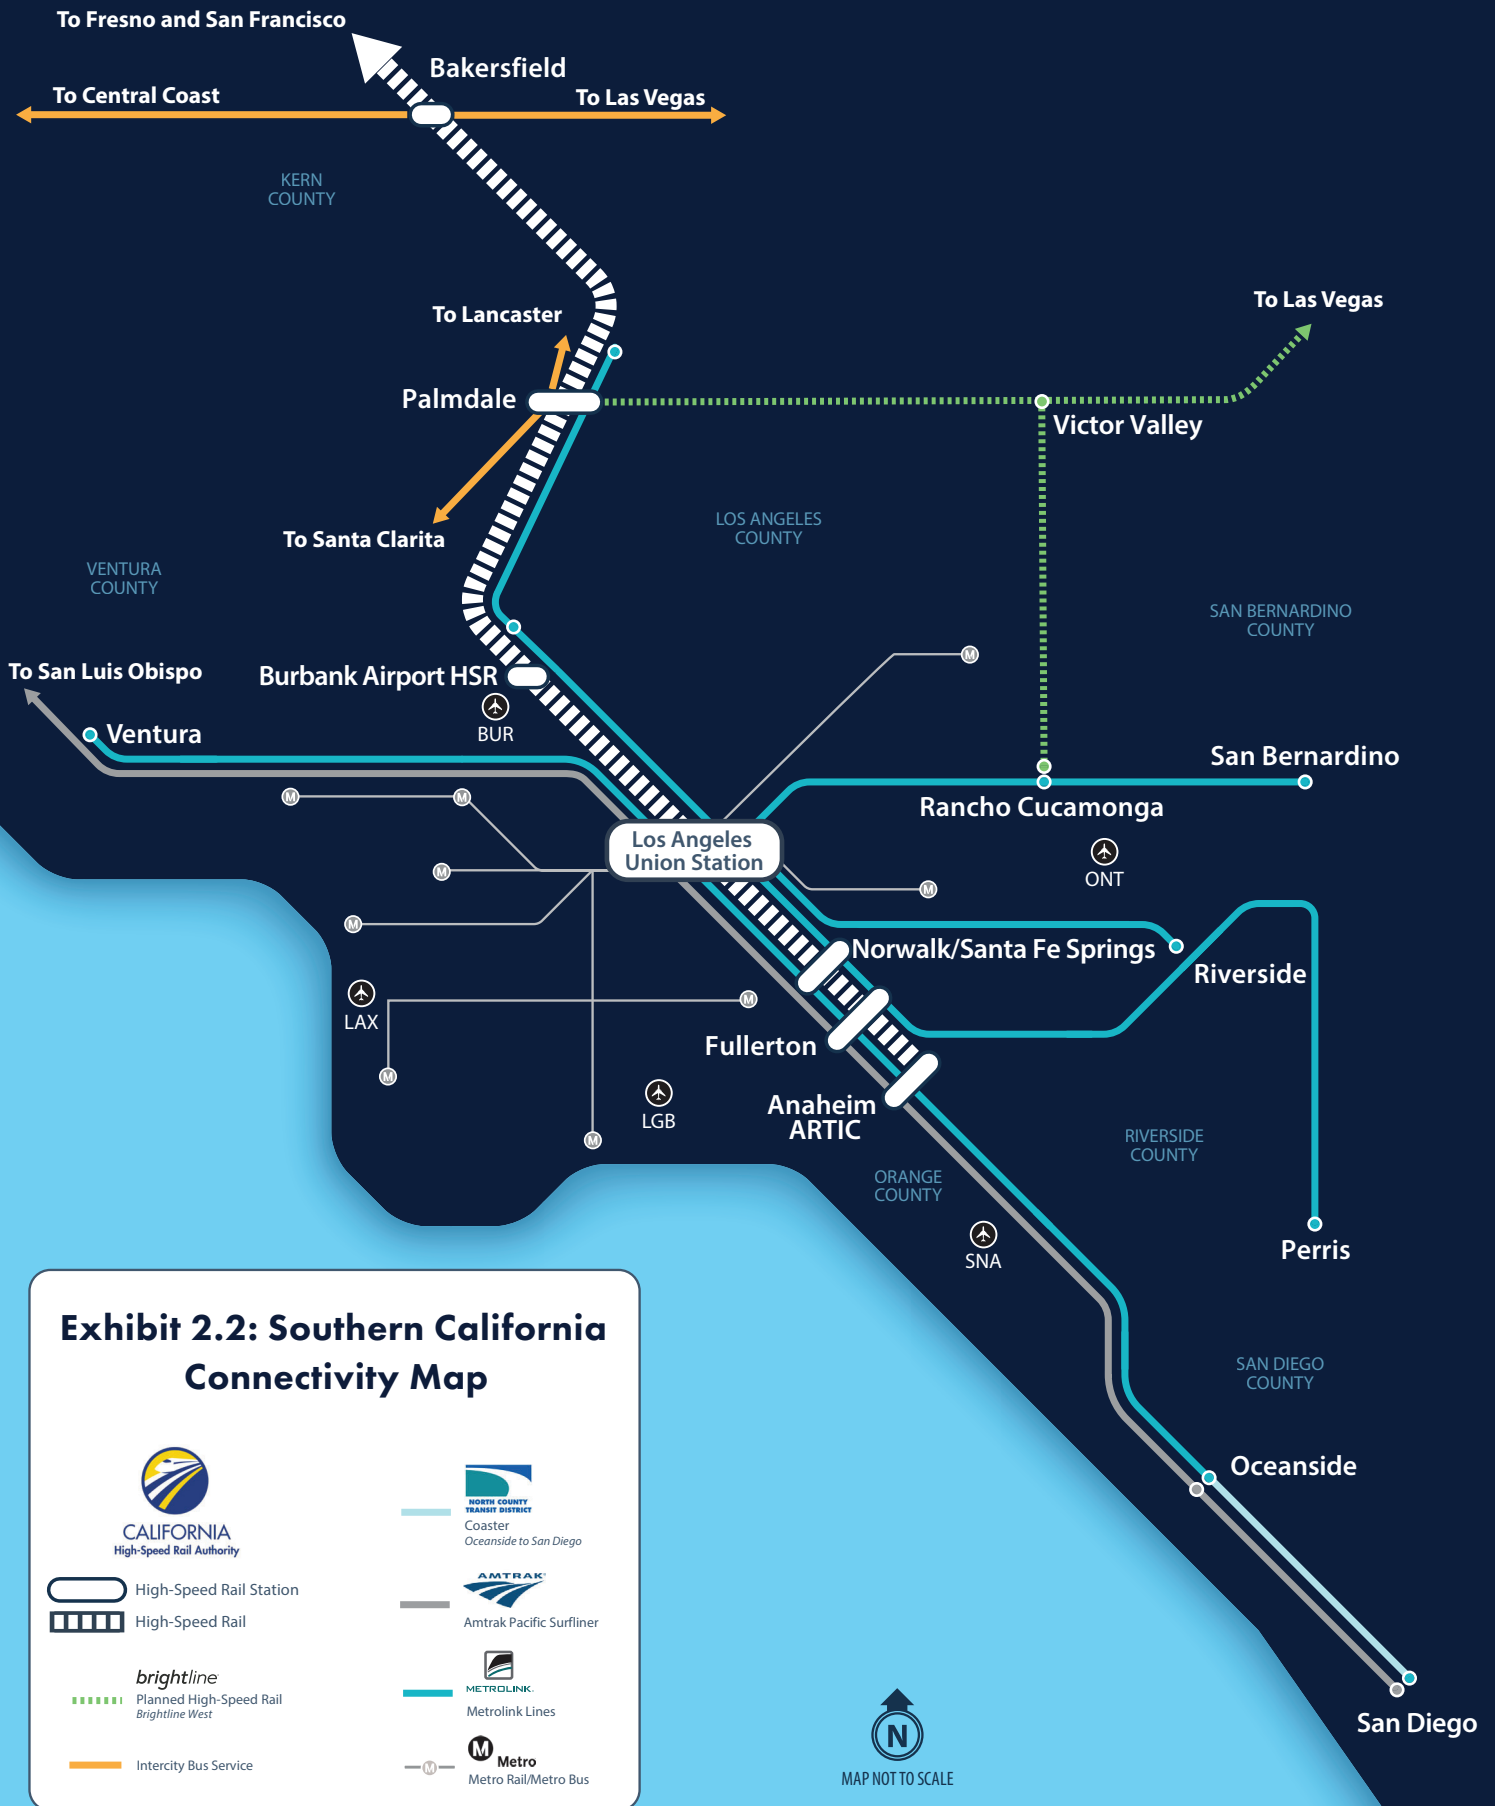 To Fresno and San Francisco
Bakersfield
To Central Coast
To Las Vegas
KERN
COUNTY
To Lancaster
To Las Vegas
Palmdale
Victor Valley
To Santa Clarita
LOS ANGELES
COUNTY
VENTURA
COUNTY
SAN BERNARDINO
COUNTY
To San Luis Obispo
Burbank Airport HSR
M
BUR
Ventura
San Bernardino
M
M
Rancho Cucamonga
Los Angeles
Union Station
M
ONT
M
M
Norwalk/Santa Fe Springs
Riverside
LAX
M
Fullerton
M
LGB
Anaheim
ARTIC
M
RIVERSIDE
COUNTY
ORANGE
COUNTY
SNA
Perris
SAN DIEGO
COUNTY
Oceanside
San Diego
Exhibit 2.2: Southern California
Connectivity Map
CALIFORNIA
High-Speed Rail Authority
High-Speed Rail Station
High-Speed Rail
brightline
Planned High-Speed Rail
Brightline West
Intercity Bus Service
NORTH COUNTY
TRANSIT DISTRICT
Coaster
Oceanside to San Diego
AMTRAK
Amtrak Pacific Surfliner
METROLINK.
Metrolink Lines
M Metro
M
Metro Rail/Metro Bus
N
MAP NOT TO SCALE